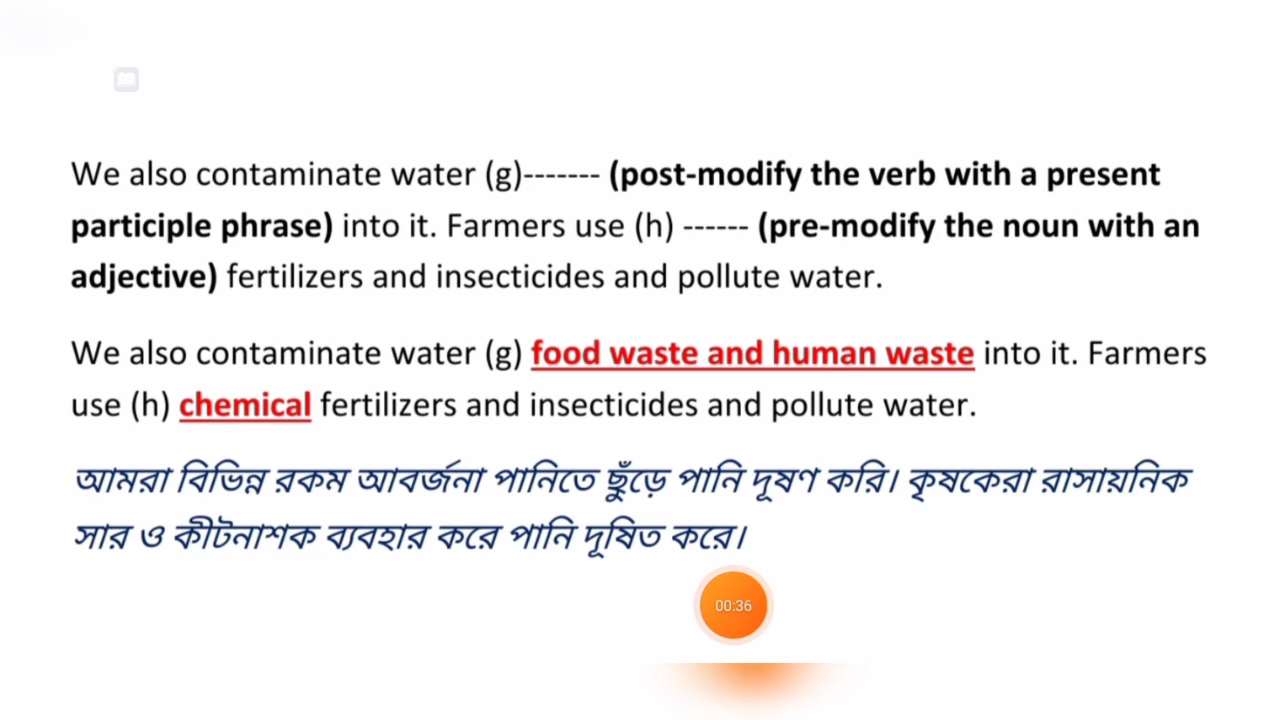 We also contaminate water (g)------- (post-modify the verb with a present
participle phrase) into it. Farmers use (h) ------ (pre-modify the noun with an
adjective) fertilizers and insecticides and pollute water.
We also contaminate water (g) food waste and human waste into it. Farmers
use (h) chemical fertilizers and insecticides and pollute water.
আমরা বিভিন্ন রকম আবর্জনা পানিতে ছুঁড়ে পানি দূষণ করি। কৃষকেরা রাসায়নিক
সার ও কীটনাশক ব্যবহার করে পানি দূষিত করে।
00:36